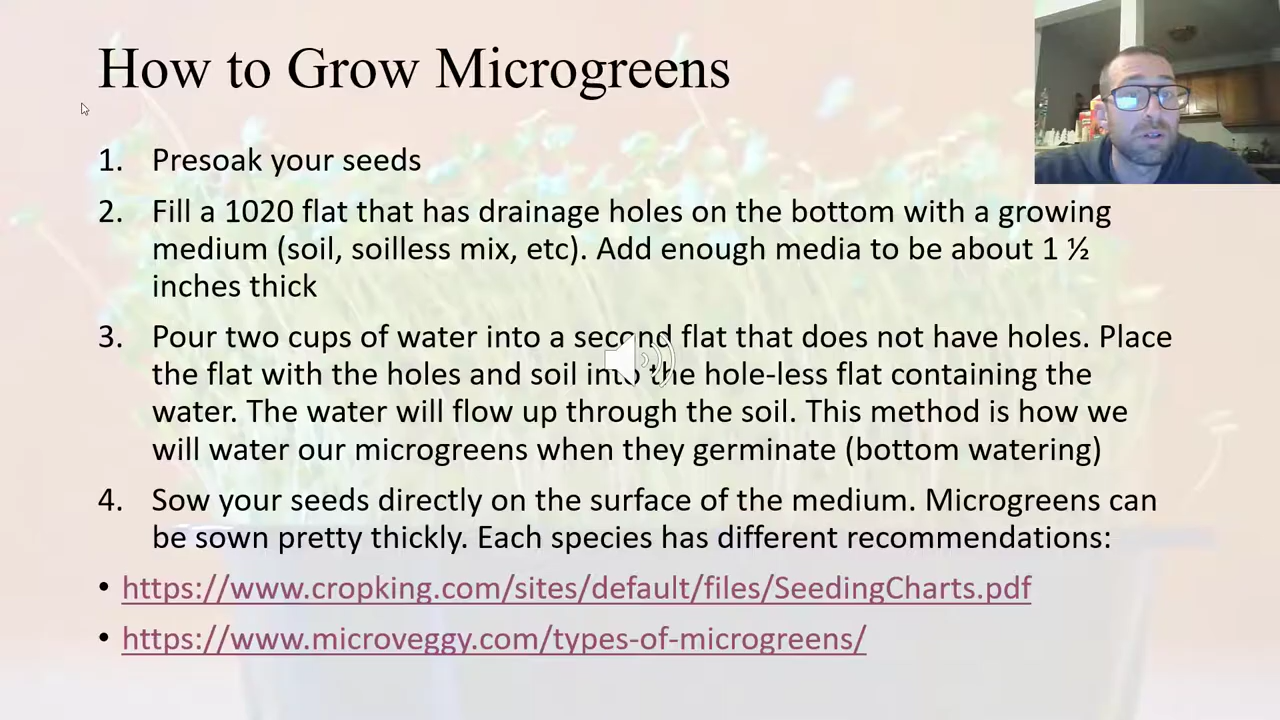 How to Grow Microgreens
1. Presoak your seeds
2. Fill a 1020 flat that has drainage holes on the bottom with a growing
medium (soil, soilless mix, etc). Add enough media to be about 1 ½
inches thick
3. Pour two cups of water into a second flat that does not have holes. Place
the flat with the holes and soil into the hole-less flat containing the
water. The water will flow up through the soil. This method is how we
will water our microgreens when they germinate (bottom watering)
4. Sow your seeds directly on the surface of the medium. Microgreens can
be sown pretty thickly. Each species has different recommendations:
• https://www.cropking.com/sites/default/files/SeedingCharts.pdf
• https://www.microveggy.com/types-of-microgreens/